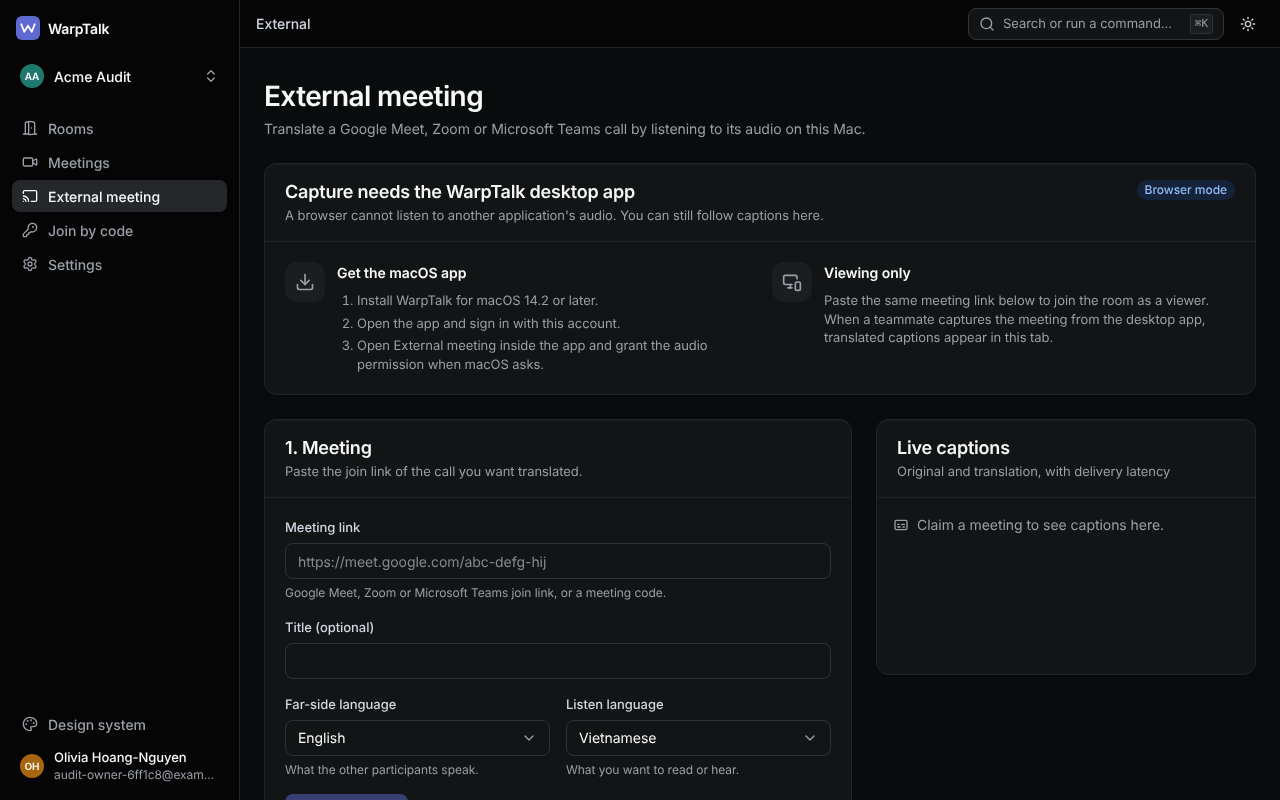 WarpTalk
AA
Acme Audit
Rooms
Meetings
External meeting
Join by code
Settings
Design system
OH
Olivia Hoang-Nguyen
audit-owner-6ff1c8@exam...
External
Search or run a command...
⌘K
External meeting
Translate a Google Meet, Zoom or Microsoft Teams call by listening to its audio on this Mac.
Capture needs the WarpTalk desktop app
Browser mode
A browser cannot listen to another application's audio. You can still follow captions here.
Get the macOS app
1. Install WarpTalk for macOS 14.2 or later.
2. Open the app and sign in with this account.
3. Open External meeting inside the app and grant the audio
permission when macOS asks.
Viewing only
Paste the same meeting link below to join the room as a viewer.
When a teammate captures the meeting from the desktop app,
translated captions appear in this tab.
1. Meeting
Paste the join link of the call you want translated.
Meeting link
https://meet.google.com/abc-defg-hij
Google Meet, Zoom or Microsoft Teams join link, or a meeting code.
Title (optional)
Far-side language
English
What the other participants speak.
Listen language
Vietnamese
What you want to read or hear.
Live captions
Original and translation, with delivery latency
Claim a meeting to see captions here.